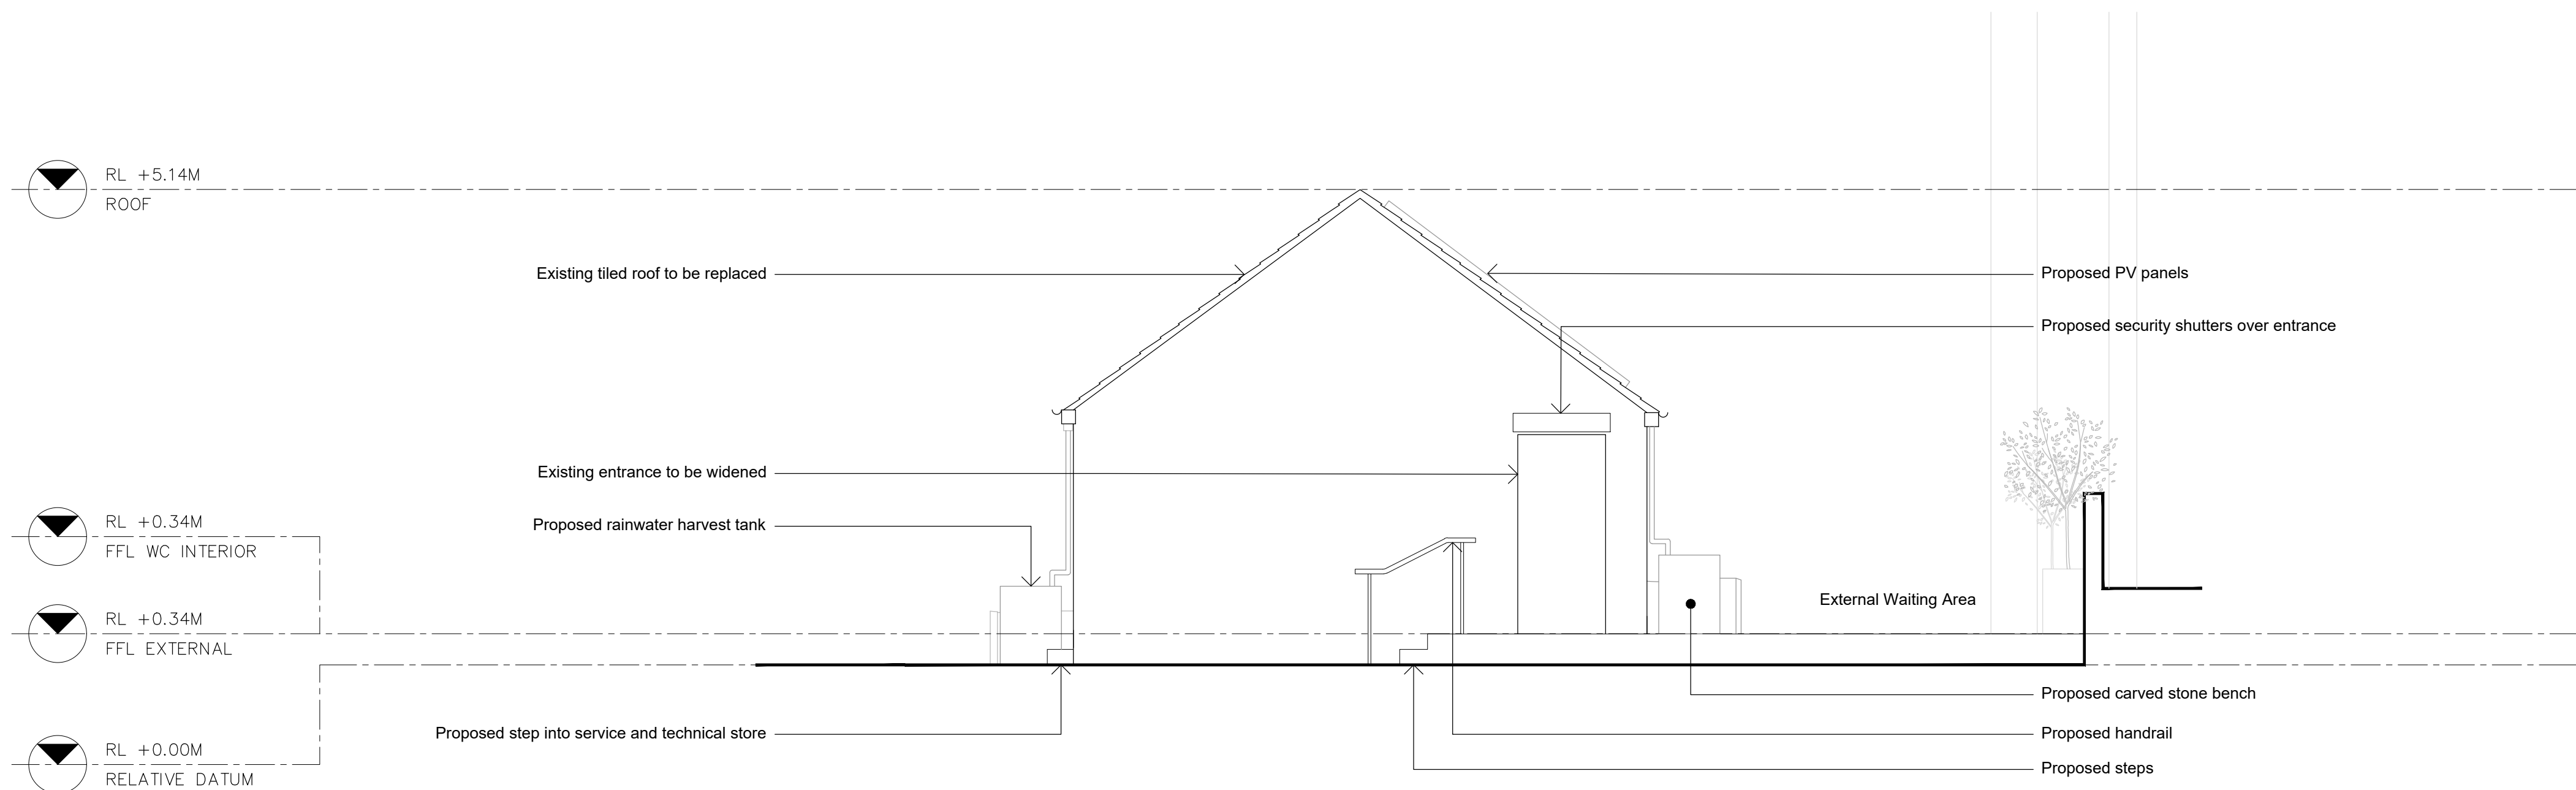 RL +5.14M
ROOF
Existing tiled roof to be replaced
Proposed PV panels
Proposed security shutters over entrance
Existing entrance to be widened
RL +0.34M
FFL WC INTERIOR
Proposed rainwater harvest tank
RL +0.34M
FFL EXTERNAL
External Waiting Area
Proposed carved stone bench
Proposed step into service and technical store
Proposed handrail
RL +0.00M
RELATIVE DATUM
Proposed steps